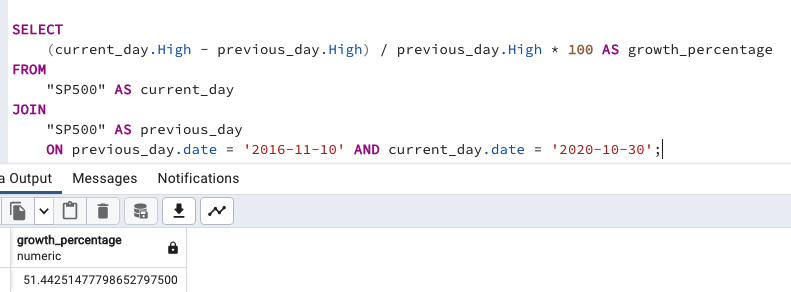 SELECT
(current_day.High - previous_day.High) / previous_day.High * 100 AS growth_percentage
FROM
"SP500" AS current_day
JOIN
"SP500" AS previous_day
ON previous_day.date = '2016-11-10' AND current_day.date = '2020-10-30';
a Output Messages Notifications
growth_percentage
numeric
51.44251477798652797500